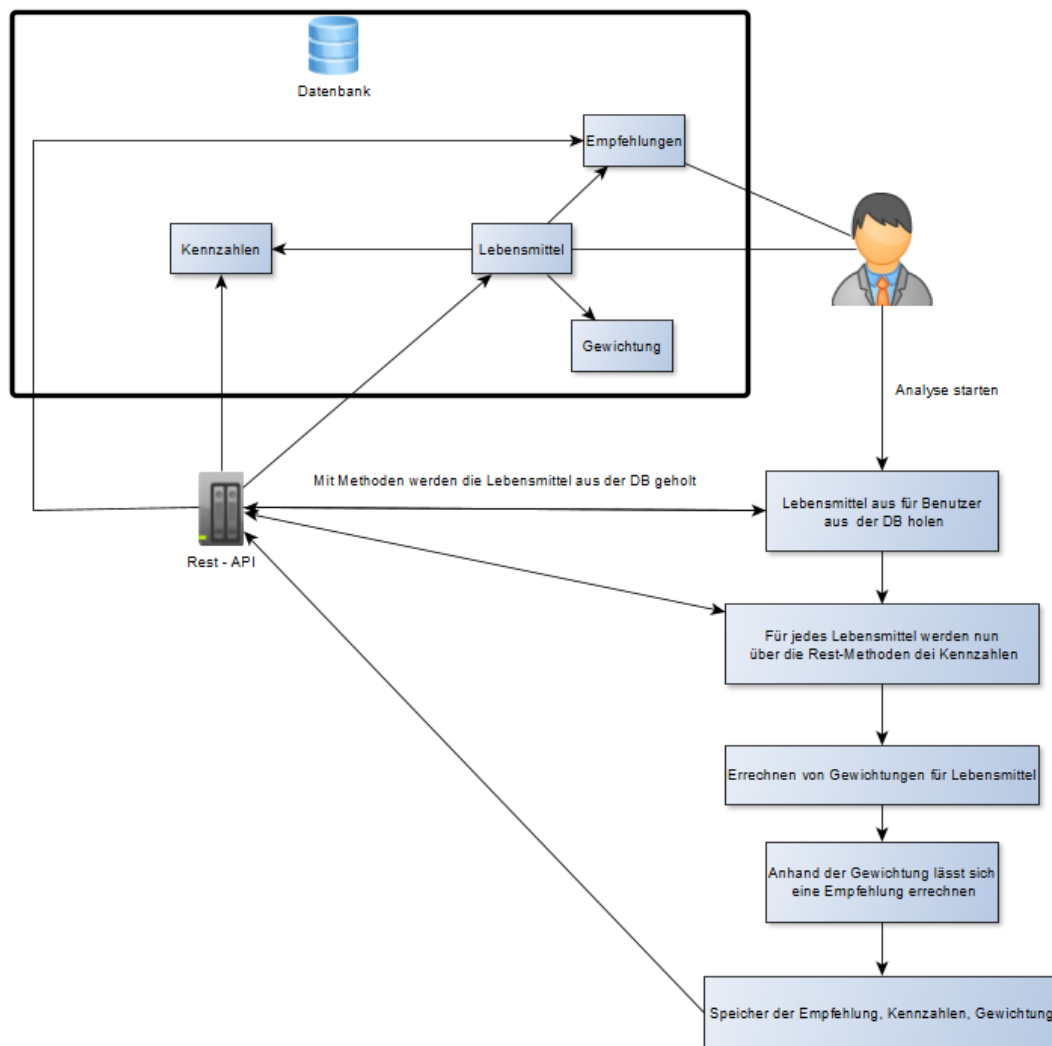 Datenbank
Empfehlungen
Kennzahlen
Lebensmittel
Gewichtung
Analyse starten
Mit Methoden werden die Lebensmittel aus der DB geholt
Lebensmittel aus für Benutzer
aus der DB holen
Rest - API
Für jedes Lebensmittel werden nun
über die Rest-Methoden dei Kennzahlen
Errechnen von Gewichtungen für Lebensmittel
Anhand der Gewichtung lässt sich
eine Empfehlung errechnen
Speicher der Empfehlung, Kennzahlen, Gewichtung